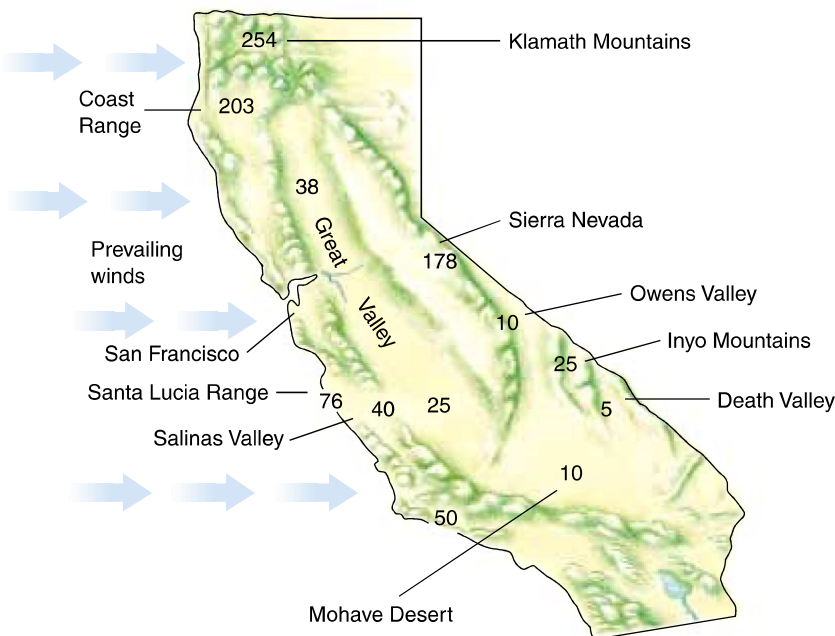 254
Klamath Mountains
Coast
Range
203
38
Great
Valley
Sierra Nevada
178
Prevailing
winds
Owens Valley
10
Inyo Mountains
25
San Francisco
Santa Lucia Range
76
40
25
5
Death Valley
Salinas Valley
10
50
Mohave Desert